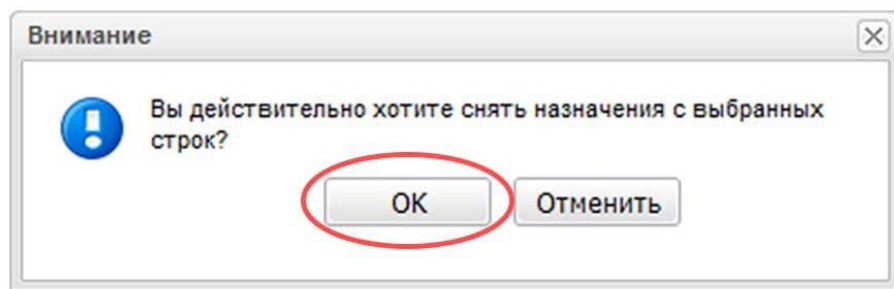 Внимание
Вы действительно хотите снять назначения с выбранных
строк?
ОК
Отменить